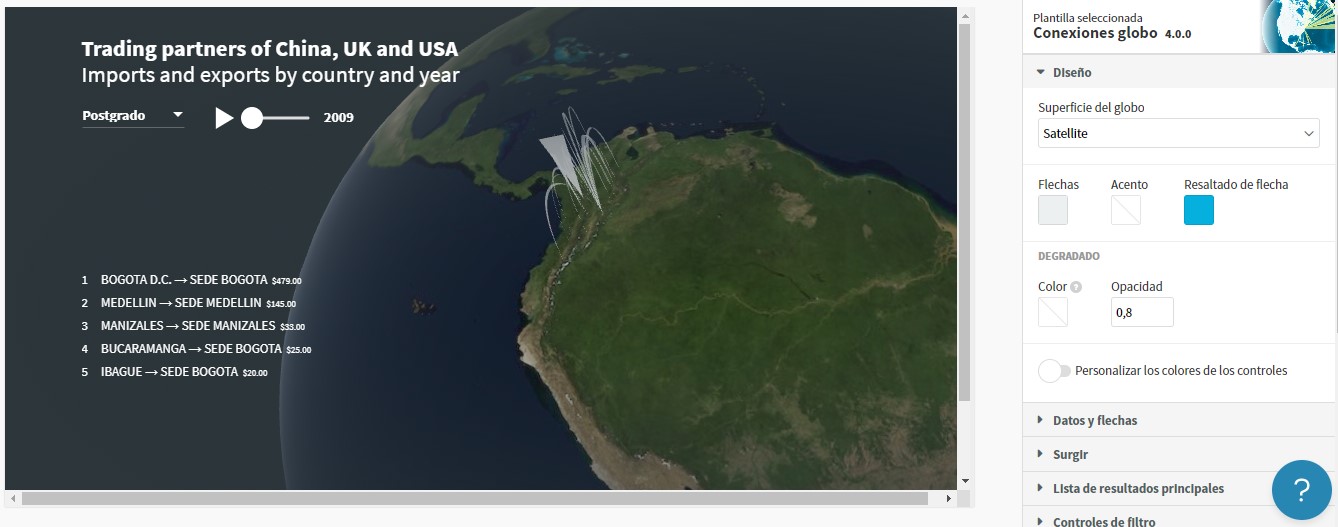 Trading partners of China, UK and USA
Imports and exports by country and year
Postgrado
2009
1 BOGOTA D.C. → SEDE BOGOTA $479.00
2 MEDELLIN → SEDE MEDELLIN $145.00
3 MANIZALES → SEDE MANIZALES $33.00
4 BUCARAMANGA → SEDE BOGOTA $25.00
5 IBAGUE → SEDE BOGOTA $20.00
Plantilla seleccionada
Conexiones globo 4.0.0
Diseño
Superficie del globo
Satellite
Flechas Acento Resaltado de flecha
DEGRADADO
Color ? Opacidad
0,8
Personalizar los colores de los controles
Datos y flechas
Surgir
Lista de resultados principales
Controles de filtro
?